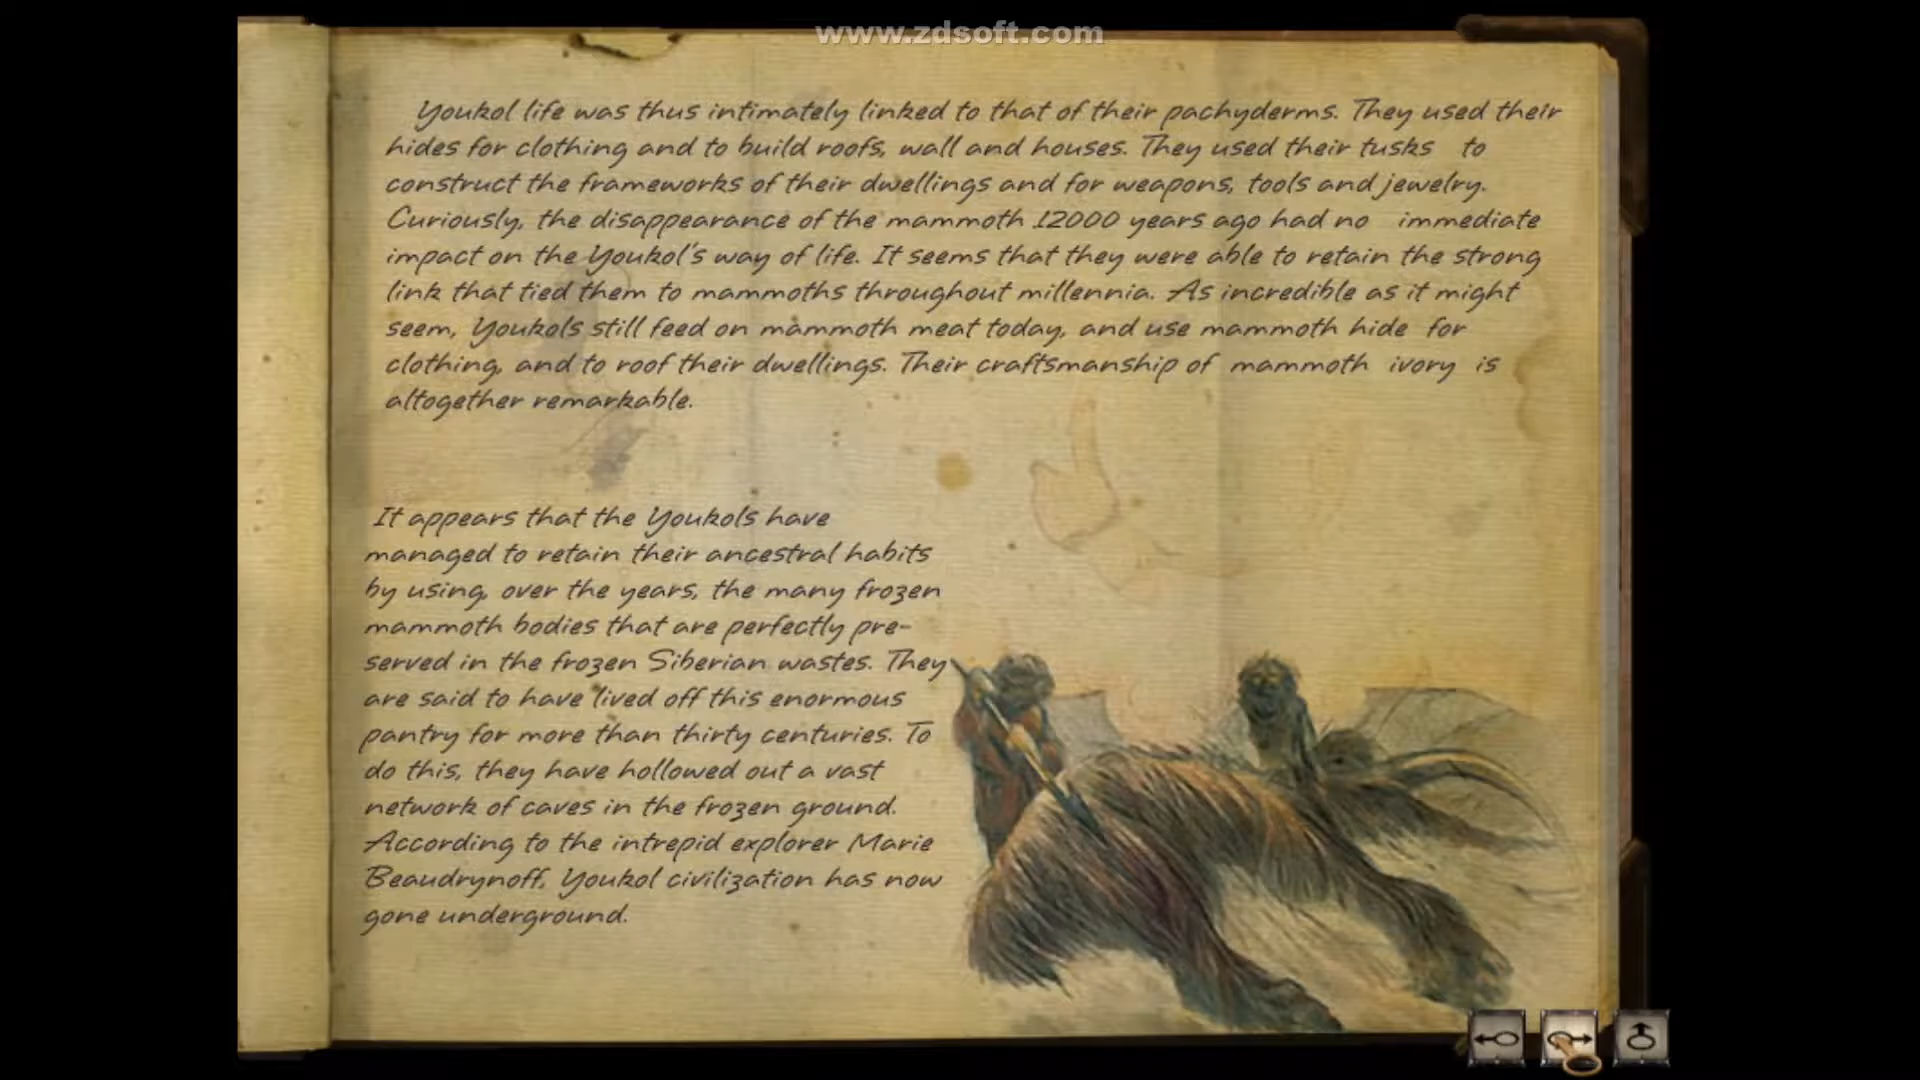 www.zdsoft.com
Youkol life was thus intimately linked to that of their pachyderms. They used their
hides for clothing and to build roofs, wall and houses. They used their tusks to
construct the frameworks of their dwellings and for weapons, tools and jewelry.
Curiously, the disappearance of the mammoth 12000 years ago had no immediate
impact on the Youkol's way of life. It seems that they were able to retain the strong
link that tied them to mammoths throughout millennia. As incredible as it might
seem, Youkols still feed on mammoth meat today, and use mammoth hide for
clothing, and to roof their dwellings. Their craftsmanship of mammoth ivory is
altogether remarkable.
It appears that the Youkols have
managed to retain their ancestral habits
by using, over the years, the many frozen
mammoth bodies that are perfectly pre-
served in the frozen Siberian wastes. They
are said to have lived off this enormous
pantry for more than thirty centuries. To
do this, they have hollowed out a vast
network of caves in the frozen ground.
According to the intrepid explorer Marie
Beaudrynoff, Youkol civilization has now
gone underground.